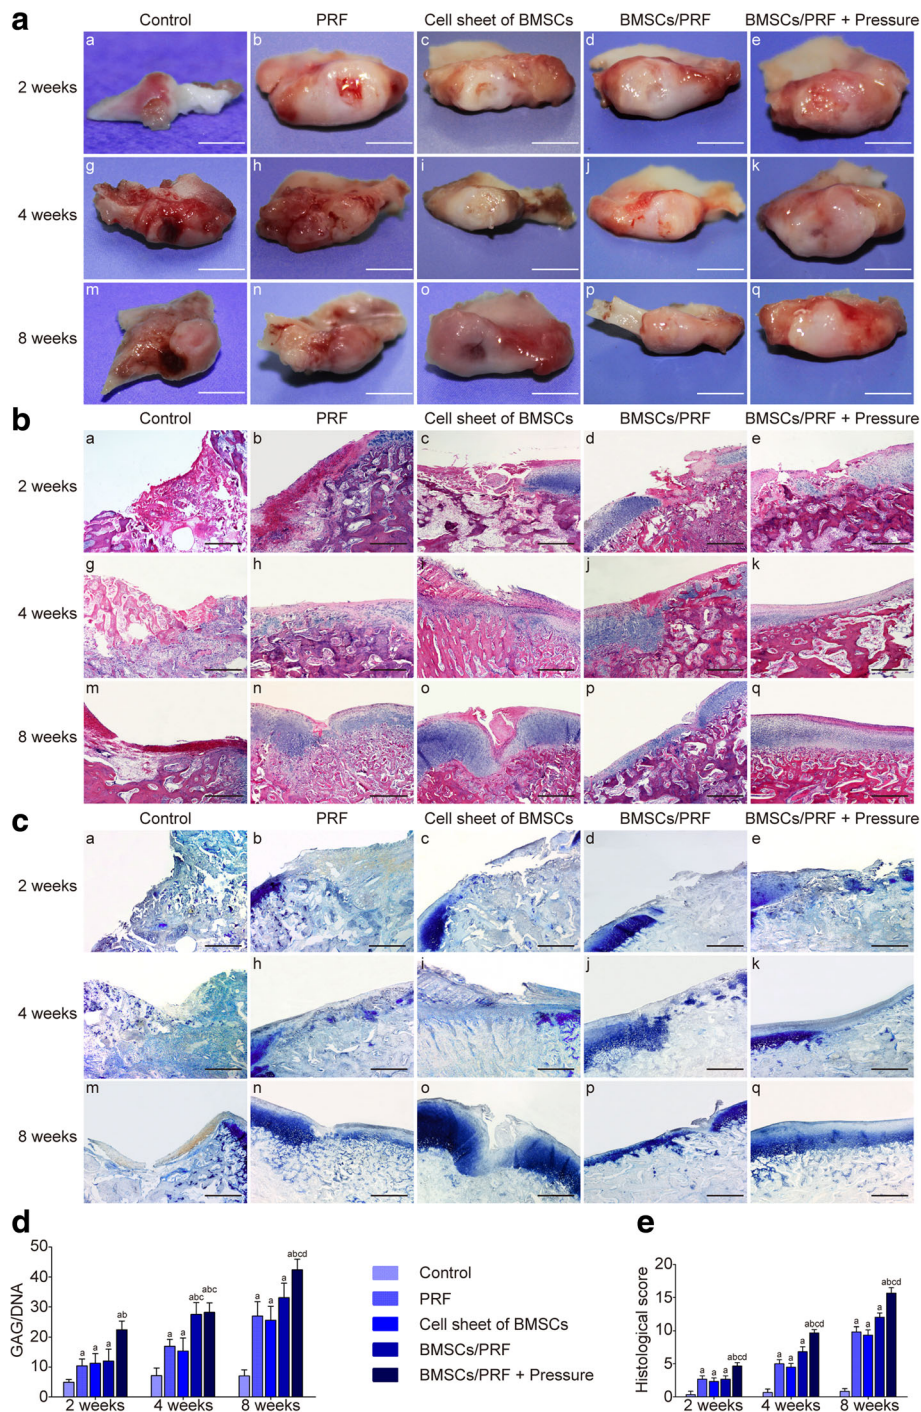 a
Control PRF Cell sheet of BMSCs BMSCs/PRF BMSCs/PRF + Pressure
2 weeks
a b c d e
4 weeks
g h i j k
8 weeks
m n o p q
b
Control PRF Cell sheet of BMSCs BMSCs/PRF BMSCs/PRF + Pressure
2 weeks
a b c d e
4 weeks
g h j k
8 weeks
m n o p q
c
Control PRF Cell sheet of BMSCs BMSCs/PRF BMSCs/PRF + Pressure
2 weeks
a b c d e
4 weeks
h i j k
8 weeks
m n o p q
d
GAG/DNA
50
40
30
20
10
0
a a a ab
a a abc abc
a a a abcd
2 weeks 4 weeks 8 weeks
Control
PRF
Cell sheet of BMSCs
BMSCs/PRF
BMSCs/PRF + Pressure
e
Histological score
20
15
10
5
0
a a a abcd
a a a abcd
a a a abcd
2 weeks 4 weeks 8 weeks